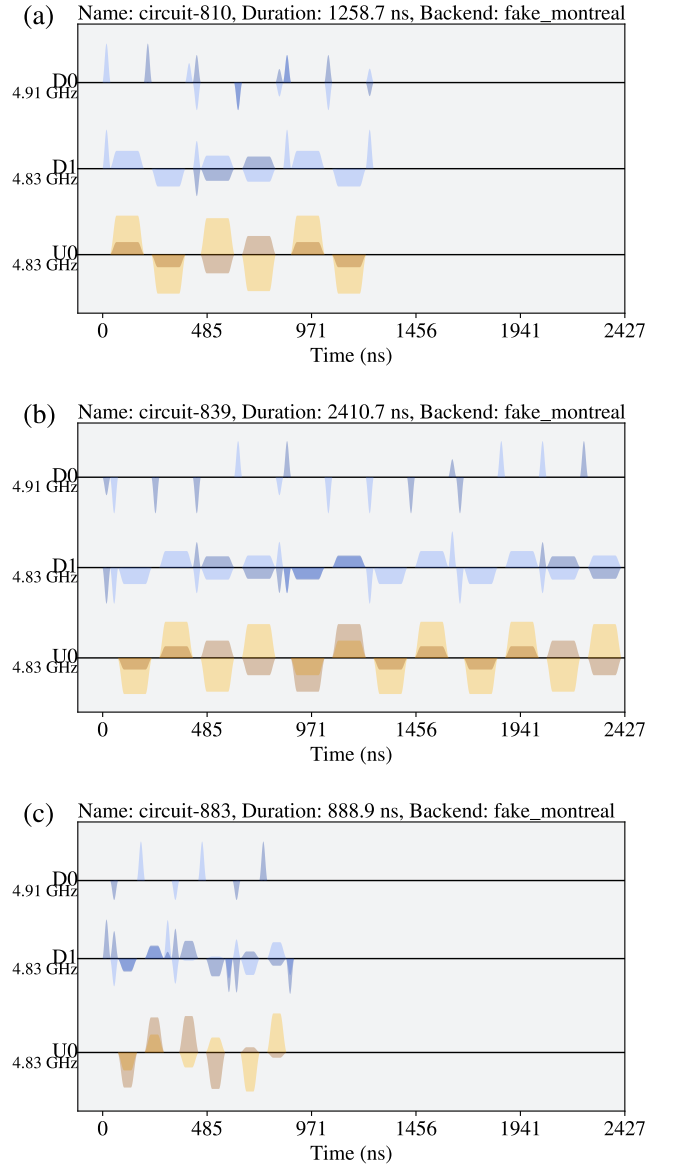 (a)
Name: circuit-810, Duration: 1258.7 ns, Backend: fake_montreal
D0
4.91 GHz
D1
4.83 GHz
U0
4.83 GHz
0 485 971 1456 1941 2427
Time (ns)
(b)
Name: circuit-839, Duration: 2410.7 ns, Backend: fake_montreal
D0
4.91 GHz
D1
4.83 GHz
U0
4.83 GHz
0 485 971 1456 1941 2427
Time (ns)
(c)
Name: circuit-883, Duration: 888.9 ns, Backend: fake_montreal
D0
4.91 GHz
D1
4.83 GHz
U0
4.83 GHz
0 485 971 1456 1941 2427
Time (ns)